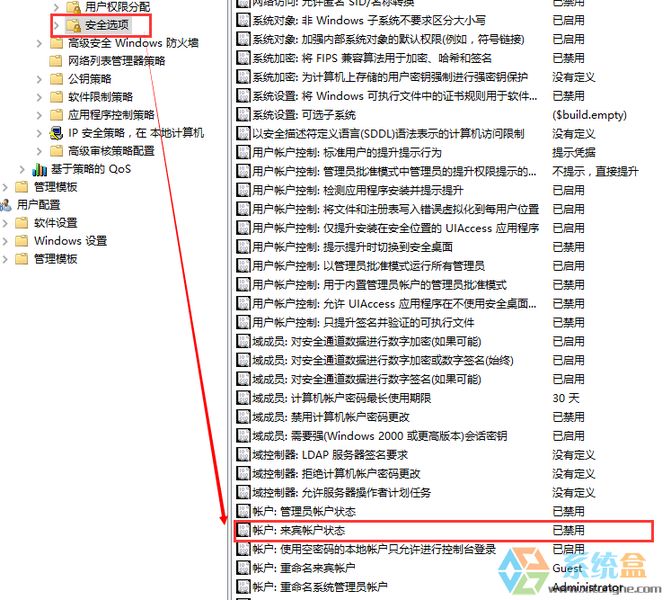 用户权限分配
安全选项
高级安全 Windows 防火墙
网络列表管理器策略
公钥策略
软件限制策略
应用程序控制策略
IP 安全策略，在 本地计算机
高级审核策略配置
基于策略的 QoS
管理模板
用户配置
软件设置
Windows 设置
管理模板
网络访问: 允许匿名 SID/名称转换 已禁用
系统对象: 非 Windows 子系统不要求区分大小写 已启用
系统对象: 加强内部系统对象的默认权限(例如，符号链接) 已启用
系统加密: 将 FIPS 兼容算法用于加密、哈希和签名 已禁用
系统加密: 为计算机上存储的用户密钥强制进行强密钥保护 没有定义
系统设置: 将 Windows 可执行文件中的证书规则用于软件... 已禁用
系统设置: 可选子系统 ($build.empty)
以安全描述符定义语言(SDDL)语法表示的计算机访问限制 没有定义
用户帐户控制: 标准用户的提升提示行为 提示凭据
用户帐户控制: 管理员批准模式中管理员的提升权限提示的... 不提示，直接提升
用户帐户控制: 检测应用程序安装并提示提升 已启用
用户帐户控制: 将文件和注册表写入错误虚拟化到每用户位置 已启用
用户帐户控制: 仅提升安装在安全位置的 UIAccess 应用程序 已启用
用户帐户控制: 提示提升时切换到安全桌面 已禁用
用户帐户控制: 以管理员批准模式运行所有管理员 已启用
用户帐户控制: 用于内置管理员帐户的管理员批准模式 已禁用
用户帐户控制: 允许 UIAccess 应用程序在不使用安全桌面... 已禁用
用户帐户控制: 只提升签名并验证的可执行文件 已禁用
域成员: 对安全通道数据进行数字加密(如果可能) 已启用
域成员: 对安全通道数据进行数字加密或数字签名(始终) 已启用
域成员: 对安全通道数据进行数字签名(如果可能) 已启用
域成员: 计算机帐户密码最长使用期限 30 天
域成员: 禁用计算机帐户密码更改 已禁用
域成员: 需要强(Windows 2000 或更高版本)会话密钥 已启用
域控制器: LDAP 服务器签名要求 没有定义
域控制器: 拒绝计算机帐户密码更改 没有定义
域控制器: 允许服务器操作者计划任务 没有定义
帐户: 管理员帐户状态 已禁用
帐户: 来宾帐户状态 已禁用
帐户: 使用空密码的本地帐户只允许进行控制台登录 已启用
帐户: 重命名来宾帐户 Guest
帐户: 重命名系统管理员帐户 Administrator
系统盒
www.xitonghe.com